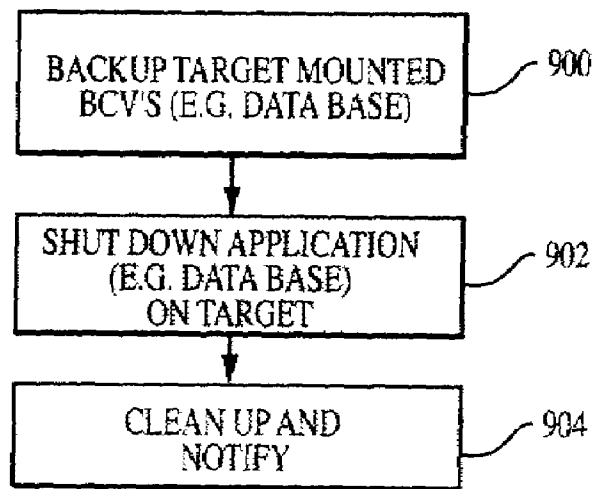 BACKUP TARGET MOUNTED
BCV'S (E.G. DATA BASE)
900
SHUT DOWN APPLICATION
(E.G. DATA BASE)
ON TARGET
902
CLEAN UP AND
NOTIFY
904